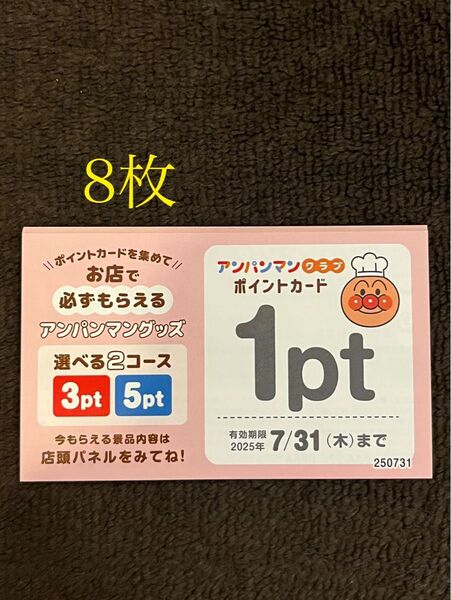 8枚
ポイントカードを集めて
お店で
必ずもらえる
アンパンマングッズ
選べる2コース
3pt 5pt
今もらえる景品内容は
店頭パネルをみてね!
アンパンマンクラブ
ポイントカード
1pt
有効期限
2025年 7/31(木)まで
250731